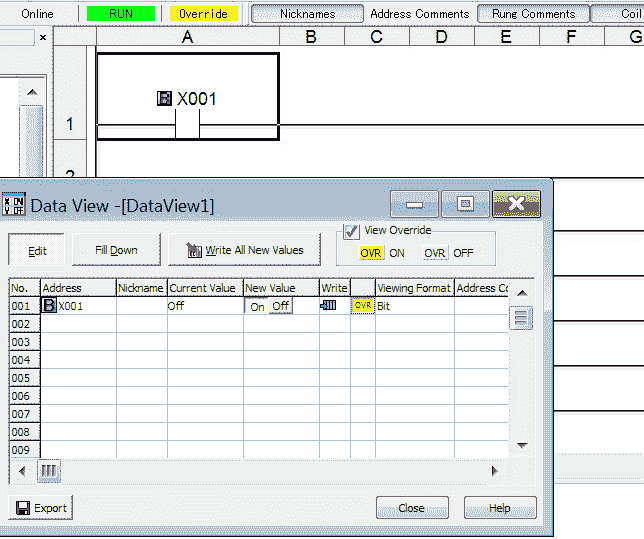 Online RUN Override Nicknames Address Comments Rung Comments Coil
A B C D E F G
X001
1
2
Data View -[DataView1]
View Override
Edit Fill Down Write All New Values OVR ON OVR OFF
No. Address Nickname Current Value New Value Write Viewing Format Address Co
001 B X001 Off On Off OVR Bit
002
003
004
005
006
007
008
009
Export Close Help